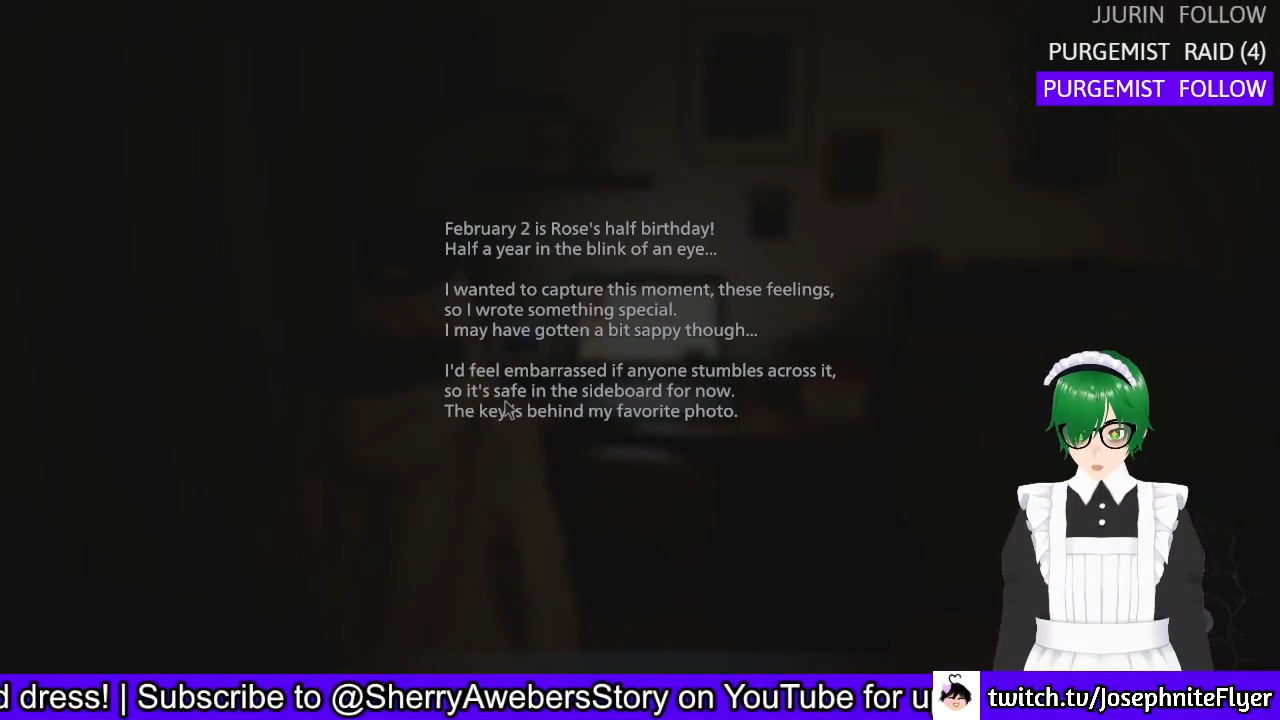 JJURIN FOLLOW
PURGEMIST RAID (4)
PURGEMIST FOLLOW
February 2 is Rose's half birthday!
Half a year in the blink of an eye...
I wanted to capture this moment, these feelings,
so I wrote something special.
I may have gotten a bit sappy though...
I'd feel embarrassed if anyone stumbles across it,
so it's safe in the sideboard for now.
The key is behind my favorite photo.
d dress! | Subscribe to @SherryAwebersStory on YouTube for up
twitch.tv/JosephniteFlyer